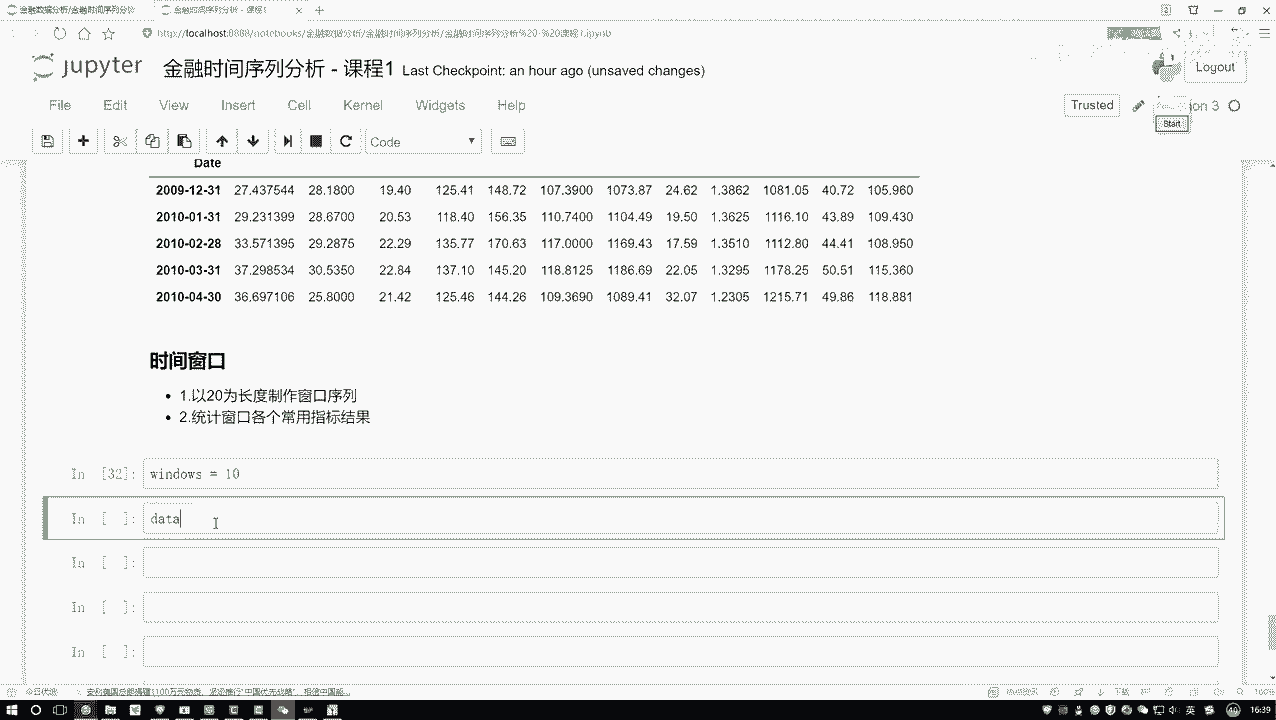 金融数据分析/金融时间序列分析
金融时间序列分析 - 课程1
http://localhost:8888/notebooks/金融数据分析/金融时间序列分析/金融时间序列分析%20-%20课程1.ipynb
jupyter 金融时间序列分析 - 课程1 Last Checkpoint: an hour ago (unsaved changes)
Logout
File Edit View Insert Cell Kernel Widgets Help
Trusted
3
Start
Code
Date
2009-12-31 27.437544 28.1800 19.40 125.41 148.72 107.3900 1073.87 24.62 1.3862 1081.05 40.72 105.960
2010-01-31 29.231399 28.6700 20.53 118.40 156.35 110.7400 1104.49 19.50 1.3625 1116.10 43.89 109.430
2010-02-28 33.571395 29.2875 22.29 135.77 170.63 117.0000 1169.43 17.59 1.3510 1112.80 44.41 108.950
2010-03-31 37.298534 30.5350 22.84 137.10 145.20 118.8125 1186.69 22.05 1.3295 1178.25 50.51 115.360
2010-04-30 36.697106 25.8000 21.42 125.46 144.26 109.3690 1089.41 32.07 1.2305 1215.71 49.86 118.881
时间窗口
1.以20为长度制作窗口序列
2.统计窗口各个常用指标结果
In [32]: windows = 10
In [ ]: data
In [ ]:
In [ ]:
In [ ]:
100%
英
16:39